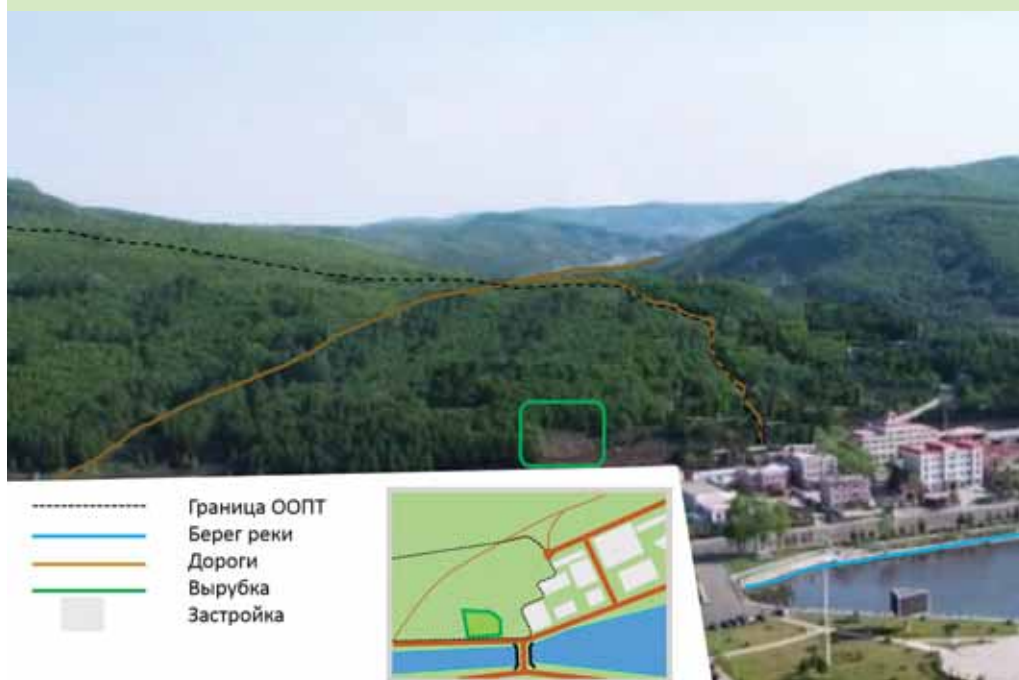 Граница ООПТ
Берег реки
Дороги
Вырубка
Застройка